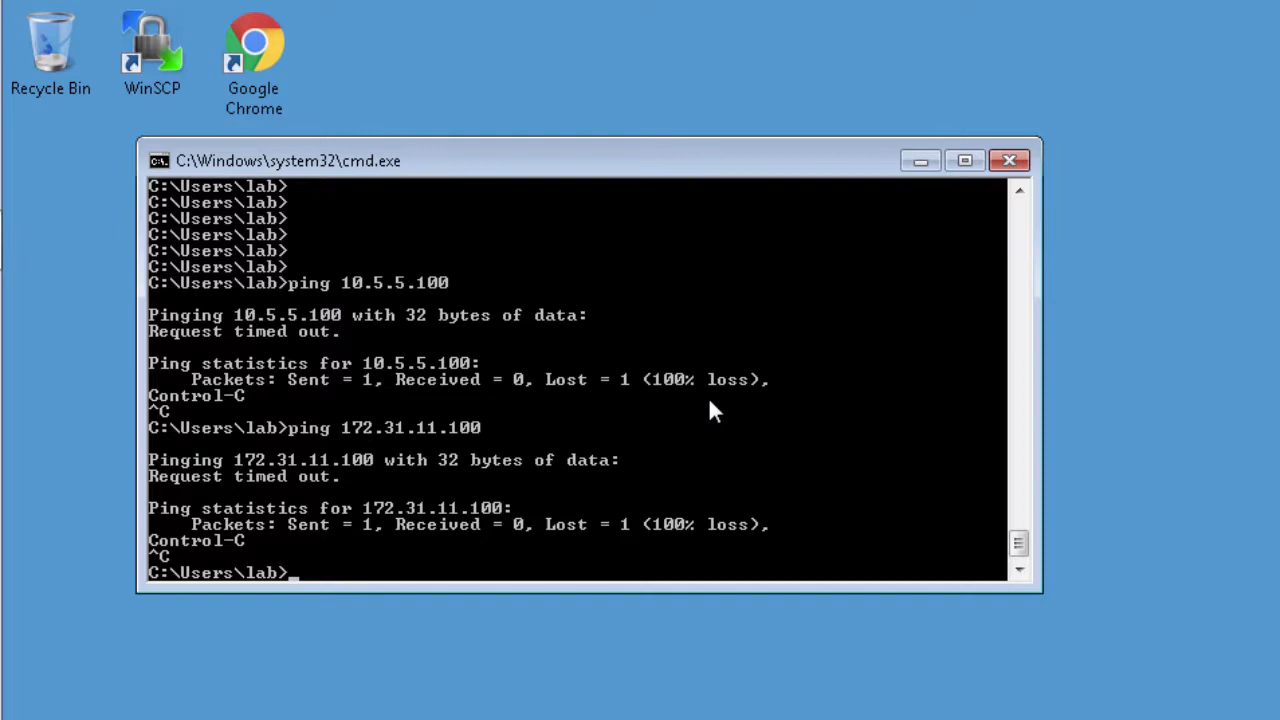 Recycle Bin
WinSCP
Google
Chrome
C:\Windows\system32\cmd.exe
C:\Users\lab>
C:\Users\lab>
C:\Users\lab>
C:\Users\lab>
C:\Users\lab>
C:\Users\lab>
C:\Users\lab>ping 10.5.5.100
Pinging 10.5.5.100 with 32 bytes of data:
Request timed out.
Ping statistics for 10.5.5.100:
    Packets: Sent = 1, Received = 0, Lost = 1 (100% loss),
Control-C
^C
C:\Users\lab>ping 172.31.11.100
Pinging 172.31.11.100 with 32 bytes of data:
Request timed out.
Ping statistics for 172.31.11.100:
    Packets: Sent = 1, Received = 0, Lost = 1 (100% loss),
Control-C
^C
C:\Users\lab>_